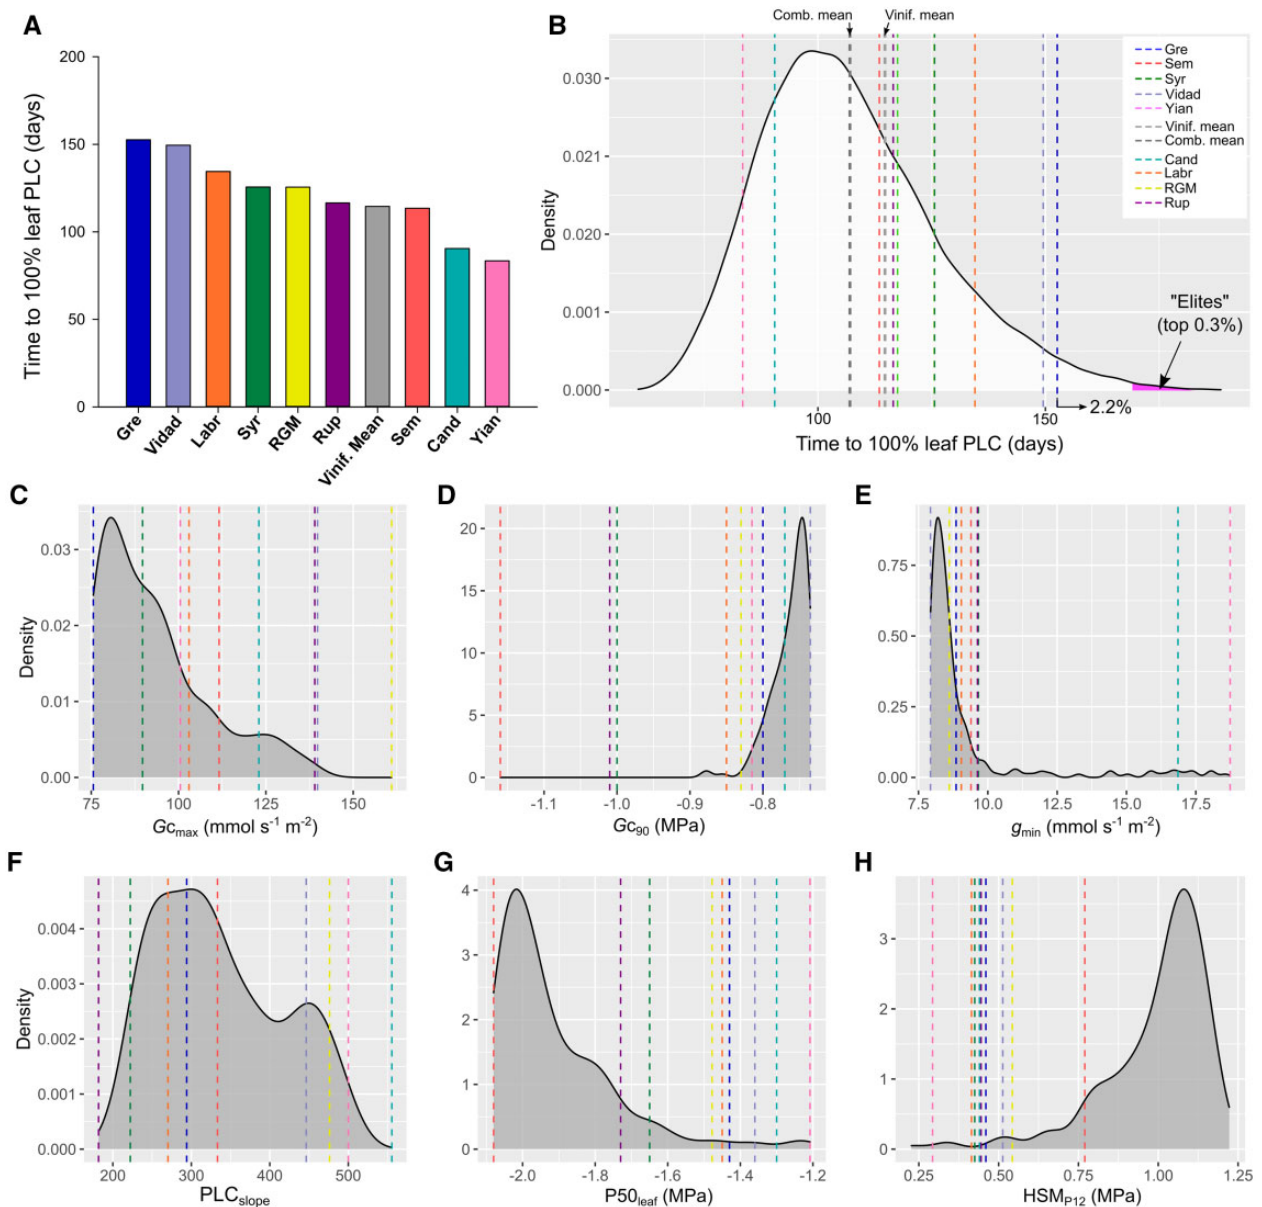 A
Time to 100% leaf PLC (days)
200
150
100
50
0
Gre
Vidad
Labr
Syr
RGM
Rup
Vinif. Mean
Sem
Cand
Yian
B
Comb. mean
Vinif. mean
Density
0.030
0.021
0.020
0.001
0.000
100
150
2.2%
Time to 100% leaf PLC (days)
"Elites"
(top 0.3%)
Gre
Sem
Syr
Vidad
Yian
Vinif. mean
Comb. mean
Cand
Labr
RGM
Rup
C
Density
0.03
0.02
0.01
0.00
75
100
125
150
Gcmax (mmol s-1 m-2)
D
20
15
10
5
0
-1.1
-1.0
-0.9
-0.8
Gc90 (MPa)
E
0.75
0.50
0.25
0.00
7.5
10.0
12.5
15.0
17.5
gmin (mmol s-1 m-2)
F
Density
0.004
0.003
0.002
0.001
0.000
200
300
400
500
PLCslope
G
4
3
2
1
0
-2.0
-1.8
-1.6
-1.4
-1.2
P50leaf (MPa)
H
3
2
1
0
0.25
0.50
0.75
1.00
1.25
HSMP12 (MPa)